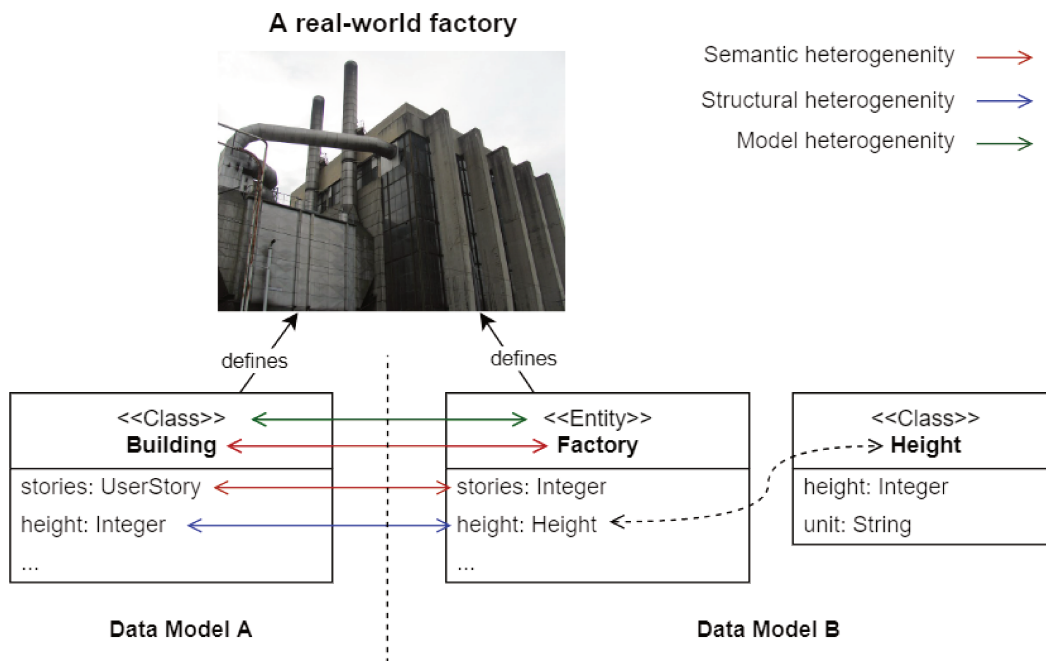 A real-world factory
Semantic heterogenenity
Structural heterogenenity
Model heterogenenity
defines
defines
<<Class>>
Building
stories: UserStory
height: Integer
...
<<Entity>>
Factory
stories: Integer
height: Height
...
<<Class>>
Height
height: Integer
unit: String
Data Model A
Data Model B